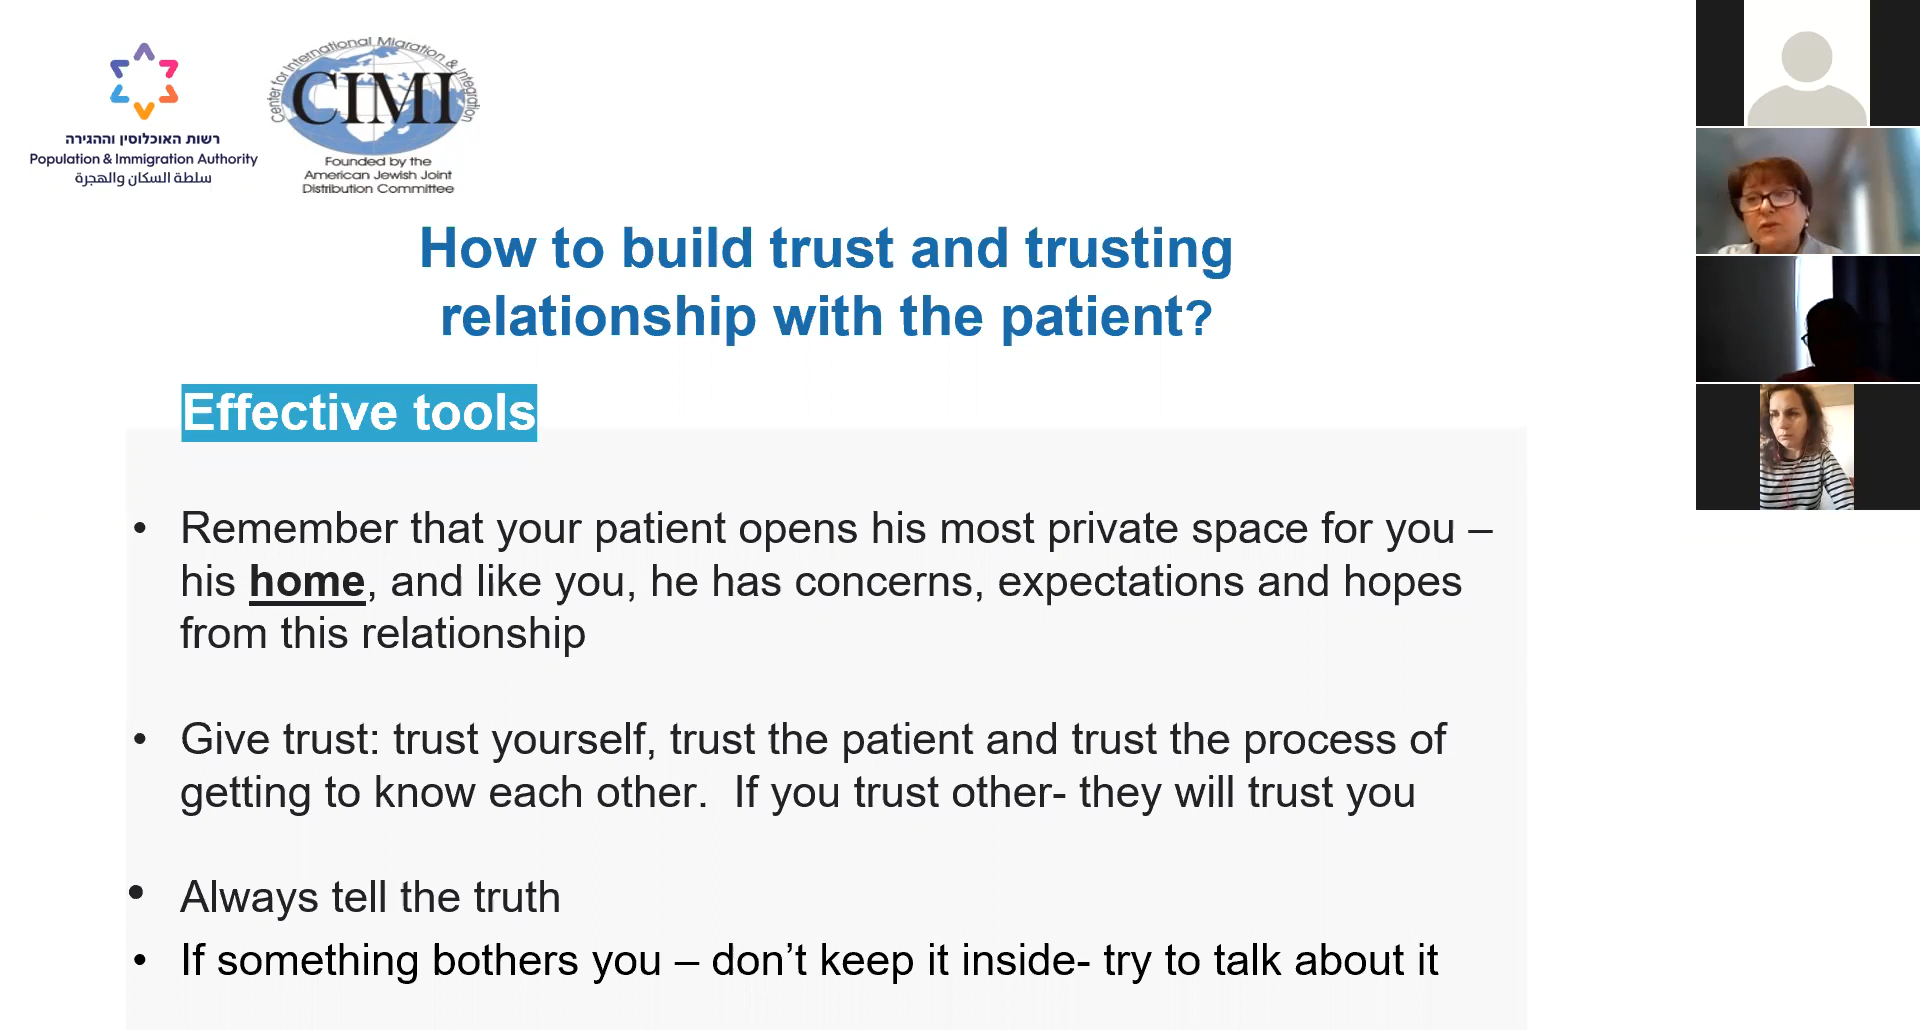 רשות האוכלוסין וההגירה
Population & Immigration Authority
سلطة السكان والهجرة
Center for International Migration & Integration
CIMI
Founded by the
American Jewish Joint
Distribution Committee
How to build trust and trusting
relationship with the patient?
Effective tools
• Remember that your patient opens his most private space for you –
his home, and like you, he has concerns, expectations and hopes
from this relationship
• Give trust: trust yourself, trust the patient and trust the process of
getting to know each other.  If you trust other- they will trust you
• Always tell the truth
• If something bothers you – don’t keep it inside- try to talk about it